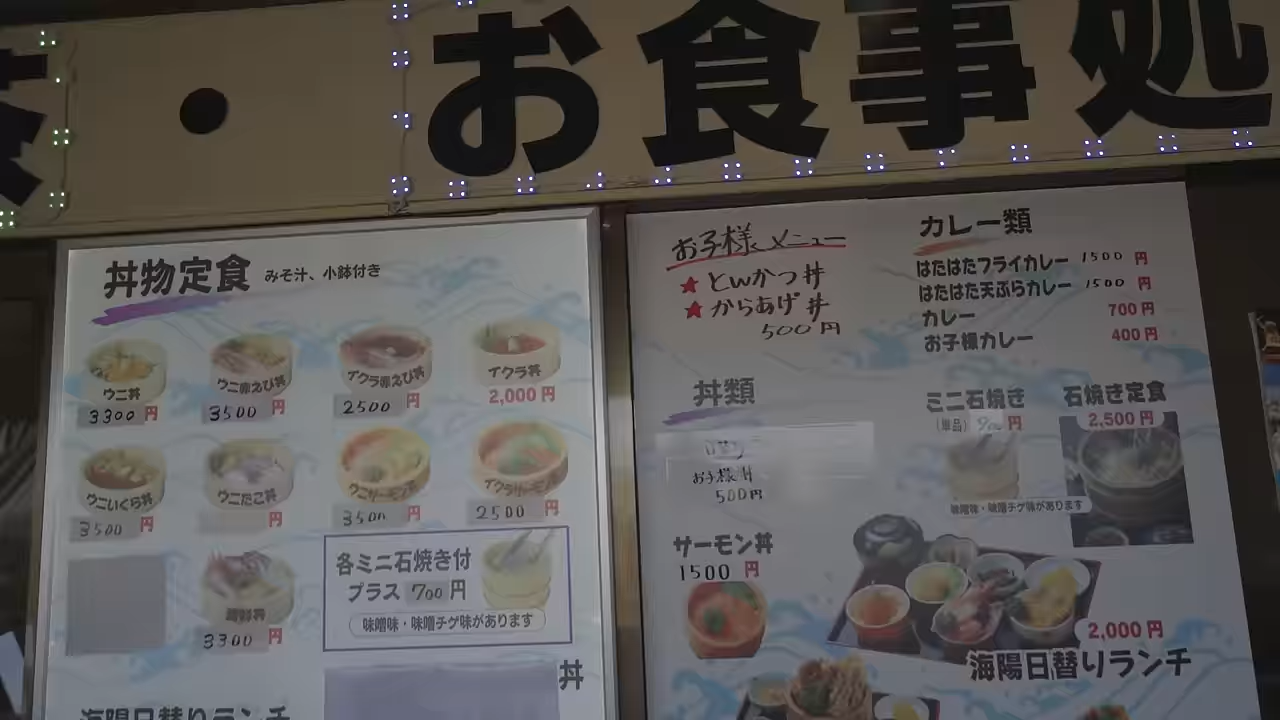 ・お食事処
丼物定食 みそ汁、小鉢付き
ウニ丼
3300円
ウニ赤えび丼
3500円
イクラ赤えび丼
2500円
イクラ丼
2,000円
ウニいくら丼
3500円
ウニたこ丼
円
ウニサーモン丼
3500円
イクラサーモン丼
2500円
海鮮丼
3300円
各ミニ石焼き付
プラス700円
味噌味・味噌チゲ味があります
丼
海陽日替りランチ
お子様メニュー
★とんかつ丼
★からあげ丼
500円
カレー類
はたはたフライカレー 1500円
はたはた天ぷらカレー 1500円
カレー 700円
お子様カレー 400円
丼類
お子様丼
500円
サーモン丼
1500円
ミニ石焼き
(単品) 900円
石焼き定食
2,500円
味噌味・味噌チゲ味があります
2,000円
海陽日替りランチ